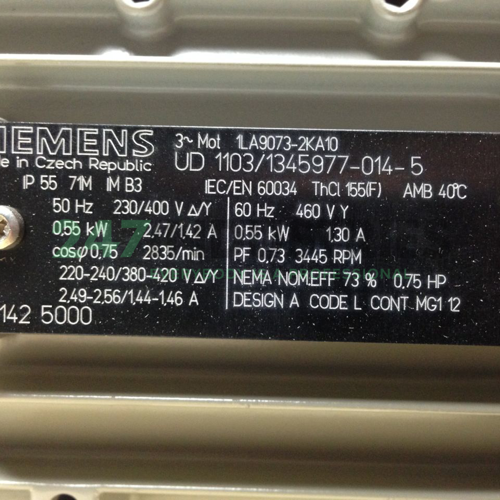 IEMENS 3~ Mot 1LA9073-2KA10
e in Czech Republic UD 1103/1345977-014-5
IP 55 71M IM B3 IEC/EN 60034 ThCl 155(F) AMB 40°C
50 Hz 230/400 V Δ/Y 60 Hz 460 V Y
0,55 kW 2,47/1,42 A 0,55 kW 1,30 A
cosφ 0,75 2835/min PF 0,73 3445 RPM
220-240/380-420 V Δ/Y NEMA NOM.EFF 73 % 0,75 HP
2,49-2,56/1,44-1,46 A DESIGN A CODE L CONT MG1 12
142 5000